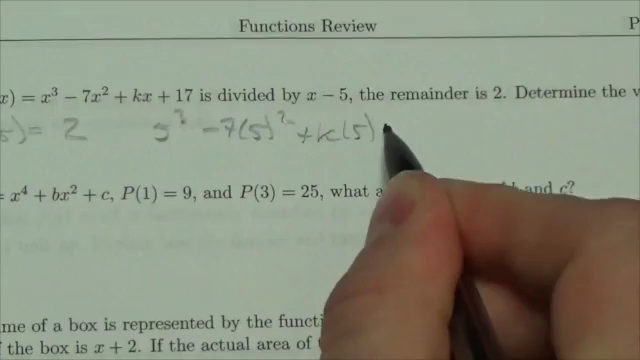 Functions Review P
x) = x³ − 7x² + kx + 17 is divided by x − 5, the remainder is 2. Determine the v
5) = 2 5³ - 7(5)² + k(5)
= x⁴ + bx² + c, P(1) = 9, and P(3) = 25, what a and c?
me of a box is represented by the functi
f the box is x + 2. If the actual area of